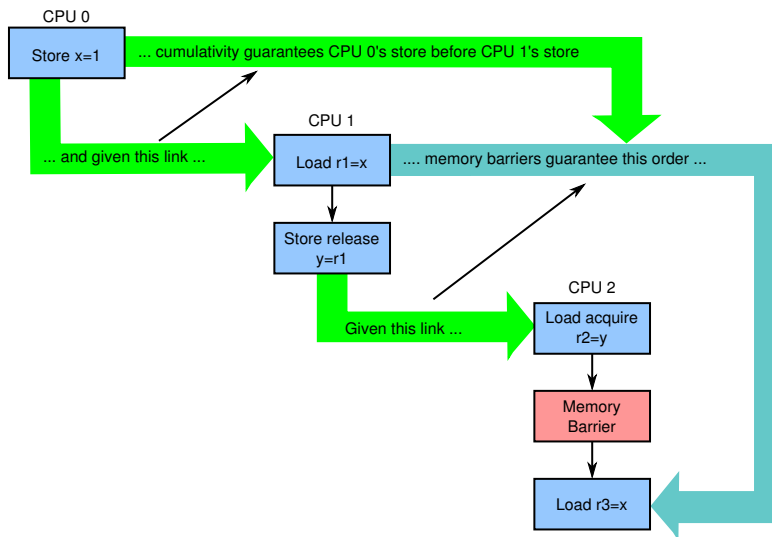 CPU 0
Store x=1
... cumulativity guarantees CPU 0's store before CPU 1's store
CPU 1
... and given this link ...
Load r1=x
.... memory barriers guarantee this order ...
Store release
y=r1
CPU 2
Given this link ...
Load acquire
r2=y
Memory
Barrier
Load r3=x